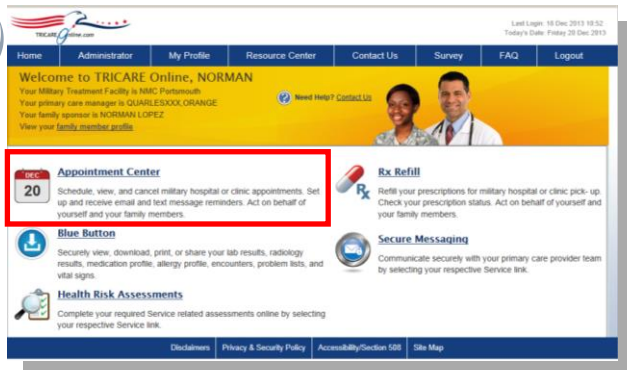 TRICARE Online.com
Last Login: 18 Dec 2013 10:52
Today's Date: Friday 20 Dec 2013
Home Administrator My Profile Resource Center Contact Us Survey FAQ Logout
Welcome to TRICARE Online, NORMAN
Your Military Treatment Facility is NMC Portsmouth
Your primary care manager is QUARLESXXX,ORANGE
Your family sponsor is NORMAN LOPEZ
View your family member profile
Need Help? Contact Us
DEC
20
Appointment Center
Schedule, view, and cancel military hospital or clinic appointments. Set
up and receive email and text message reminders. Act on behalf of
yourself and your family members.
Blue Button
Securely view, download, print, or share your lab results, radiology
results, medication profile, allergy profile, encounters, problem lists, and
vital signs.
Health Risk Assessments
Complete your required Service related assessments online by selecting
your respective Service link.
Rx
Rx Refill
Refill your prescriptions for military hospital or clinic pick- up.
Check your prescription status. Act on behalf of yourself and
your family members.
Secure Messaging
Communicate securely with your primary care provider team
by selecting your respective Service link.
Disclaimers Privacy & Security Policy Accessibility/Section 508 Site Map